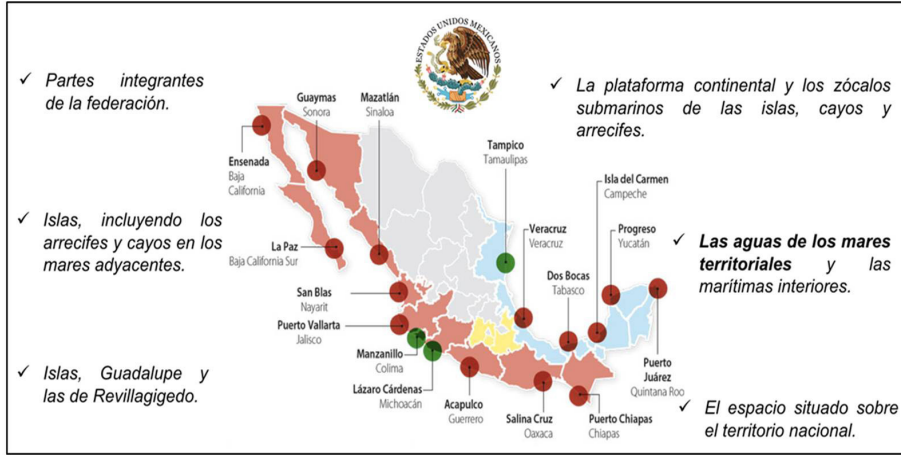 ESTADOS UNIDOS MEXICANOS
✓ Partes integrantes
de la federación.
✓ Islas, incluyendo los
arrecifes y cayos en los
mares adyacentes.
✓ Islas, Guadalupe y
las de Revillagigedo.
Guaymas
Sonora
Mazatlán
Sinaloa
Ensenada
Baja
California
La Paz
Baja California Sur
San Blas
Nayarit
Puerto Vallarta
Jalisco
Manzanillo
Colima
Lázaro Cárdenas
Michoacán
Acapulco
Guerrero
Salina Cruz
Oaxaca
Puerto Chiapas
Chiapas
Tampico
Tamaulipas
Veracruz
Veracruz
Dos Bocas
Tabasco
Isla del Carmen
Campeche
Progreso
Yucatán
Puerto
Juárez
Quintana Roo
✓ La plataforma continental y los zócalos
submarinos de las islas, cayos y
arrecifes.
✓ Las aguas de los mares
territoriales y las
marítimas interiores.
✓ El espacio situado sobre
el territorio nacional.